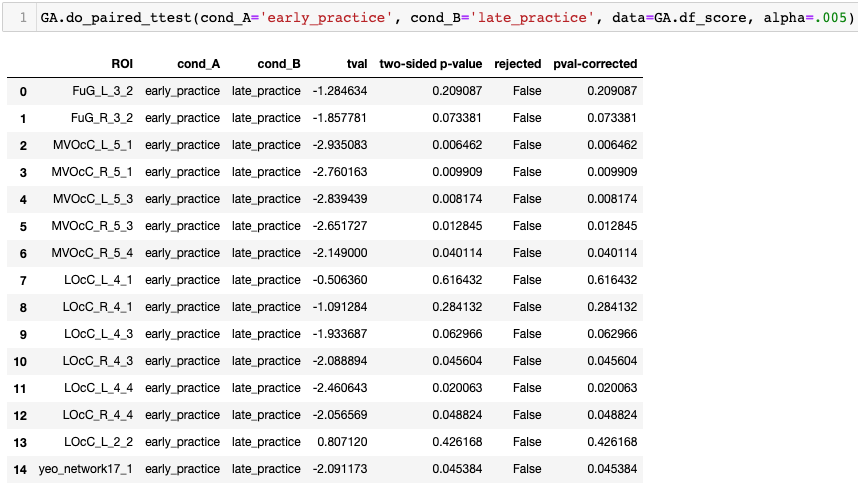 1 GA.do_paired_ttest(cond_A='early_practice', cond_B='late_practice', data=GA.df_score, alpha=.005)
ROI cond_A cond_B tval two-sided p-value rejected pval-corrected
0 FuG_L_3_2 early_practice late_practice -1.284634 0.209087 False 0.209087
1 FuG_R_3_2 early_practice late_practice -1.857781 0.073381 False 0.073381
2 MVOcC_L_5_1 early_practice late_practice -2.935083 0.006462 False 0.006462
3 MVOcC_R_5_1 early_practice late_practice -2.760163 0.009909 False 0.009909
4 MVOcC_L_5_3 early_practice late_practice -2.839439 0.008174 False 0.008174
5 MVOcC_R_5_3 early_practice late_practice -2.651727 0.012845 False 0.012845
6 MVOcC_R_5_4 early_practice late_practice -2.149000 0.040114 False 0.040114
7 LOcC_L_4_1 early_practice late_practice -0.506360 0.616432 False 0.616432
8 LOcC_R_4_1 early_practice late_practice -1.091284 0.284132 False 0.284132
9 LOcC_L_4_3 early_practice late_practice -1.933687 0.062966 False 0.062966
10 LOcC_R_4_3 early_practice late_practice -2.088894 0.045604 False 0.045604
11 LOcC_L_4_4 early_practice late_practice -2.460643 0.020063 False 0.020063
12 LOcC_R_4_4 early_practice late_practice -2.056569 0.048824 False 0.048824
13 LOcC_L_2_2 early_practice late_practice 0.807120 0.426168 False 0.426168
14 yeo_network17_1 early_practice late_practice -2.091173 0.045384 False 0.045384